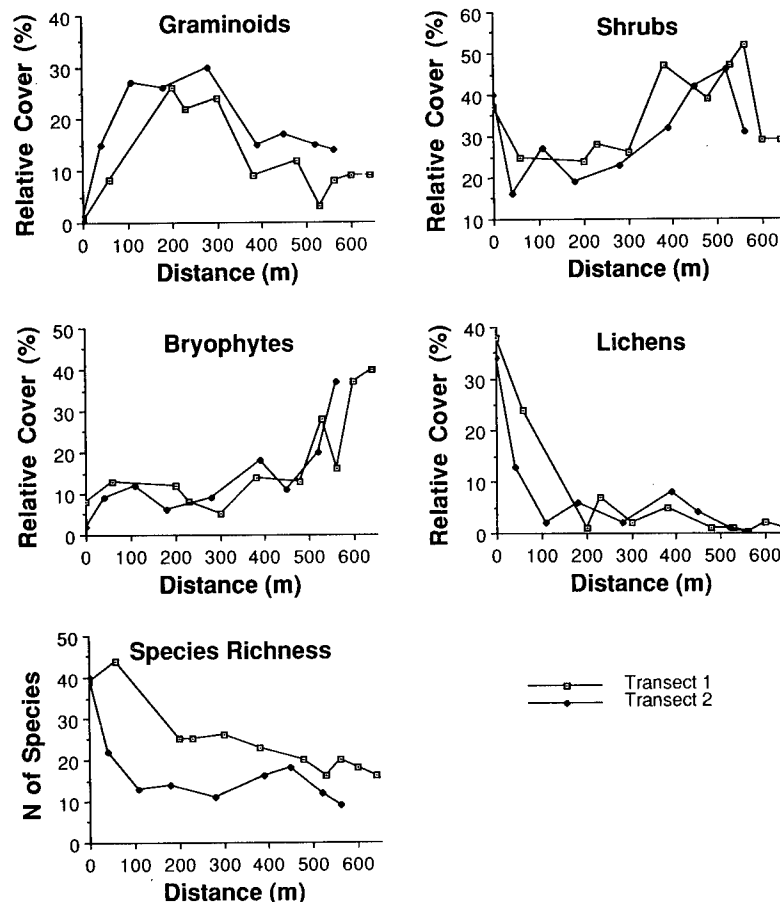 Graminoids
Relative Cover (%)
40
30
20
10
0
0 100 200 300 400 500 600
Distance (m)
Shrubs
Relative Cover (%)
60
50
40
30
20
10
0 100 200 300 400 500 600
Distance (m)
Bryophytes
Relative Cover (%)
50
40
30
20
10
0
0 100 200 300 400 500 600
Distance (m)
Lichens
Relative Cover (%)
40
30
20
10
0
0 100 200 300 400 500 600
Distance (m)
Species Richness
N of Species
50
40
30
20
10
0
0 100 200 300 400 500 600
Distance (m)
Transect 1
Transect 2